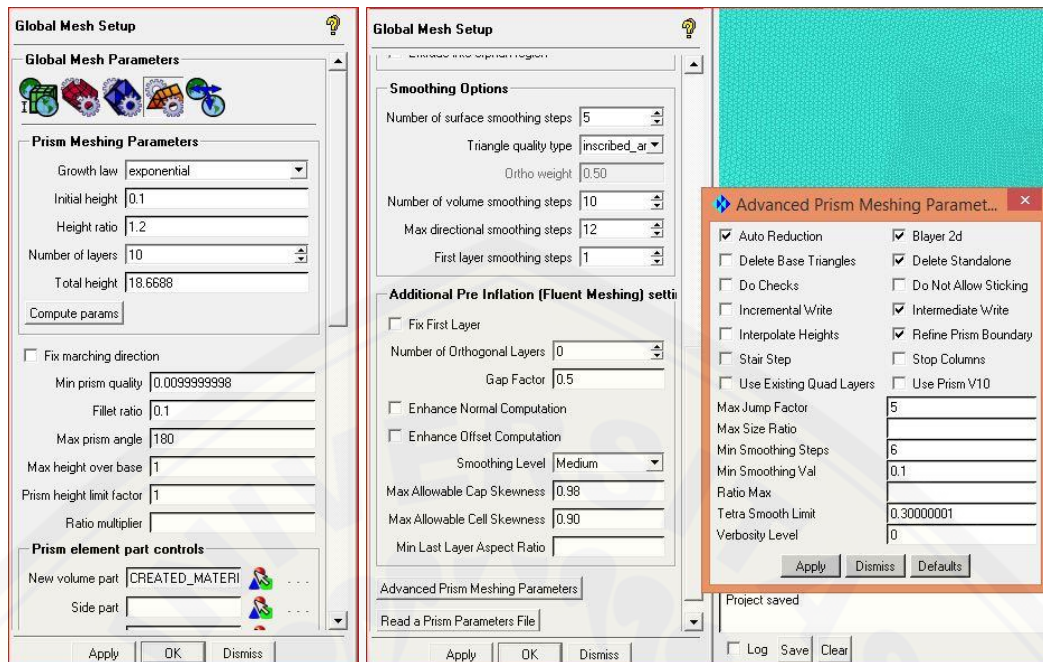 Global Mesh Setup
Global Mesh Parameters
Prism Meshing Parameters
Growth law exponential
Initial height 0.1
Height ratio 1.2
Number of layers 10
Total height 18.6688
Compute params
Fix marching direction
Min prism quality 0.0099999998
Fillet ratio 0.1
Max prism angle 180
Max height over base 1
Prism height limit factor 1
Ratio multiplier
Prism element part controls
New volume part CREATED_MATERI ...
Side part ...
Apply OK Dismiss
Global Mesh Setup
Smoothing Options
Number of surface smoothing steps 5
Triangle quality type inscribed_ar
Ortho weight 0.50
Number of volume smoothing steps 10
Max directional smoothing steps 12
First layer smoothing steps 1
Additional Pre Inflation (Fluent Meshing) setti
Fix First Layer
Number of Orthogonal Layers 0
Gap Factor 0.5
Enhance Normal Computation
Enhance Offset Computation
Smoothing Level Medium
Max Allowable Cap Skewness 0.98
Max Allowable Cell Skewness 0.90
Min Last Layer Aspect Ratio
Advanced Prism Meshing Parameters
Read a Prism Parameters File
Apply OK Dismiss
Advanced Prism Meshing Paramet... ×
Auto Reduction Blayer 2d
Delete Base Triangles Delete Standalone
Do Checks Do Not Allow Sticking
Incremental Write Intermediate Write
Interpolate Heights Refine Prism Boundary
Stair Step Stop Columns
Use Existing Quad Layers Use Prism V10
Max Jump Factor 5
Max Size Ratio
Min Smoothing Steps 6
Min Smoothing Val 0.1
Ratio Max
Tetra Smooth Limit 0.30000001
Verbosity Level 0
Apply Dismiss Defaults
Project saved
Log Save Clear